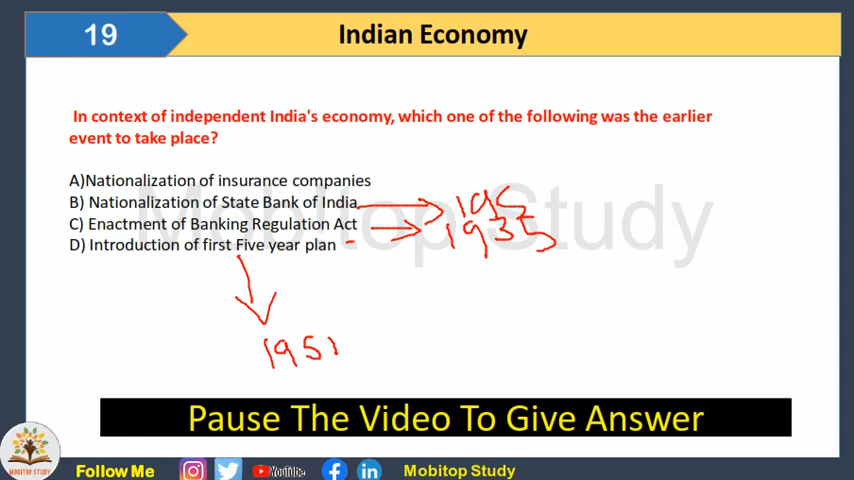 19
Indian Economy
In context of independent India's economy, which one of the following was the earlier
event to take place?
A)Nationalization of insurance companies
B) Nationalization of State Bank of India
C) Enactment of Banking Regulation Act
D) Introduction of first Five year plan
1935
1951
Mobitop Study
Pause The Video To Give Answer
MOBITOP STUDY
Follow Me
YouTube
Mobitop Study